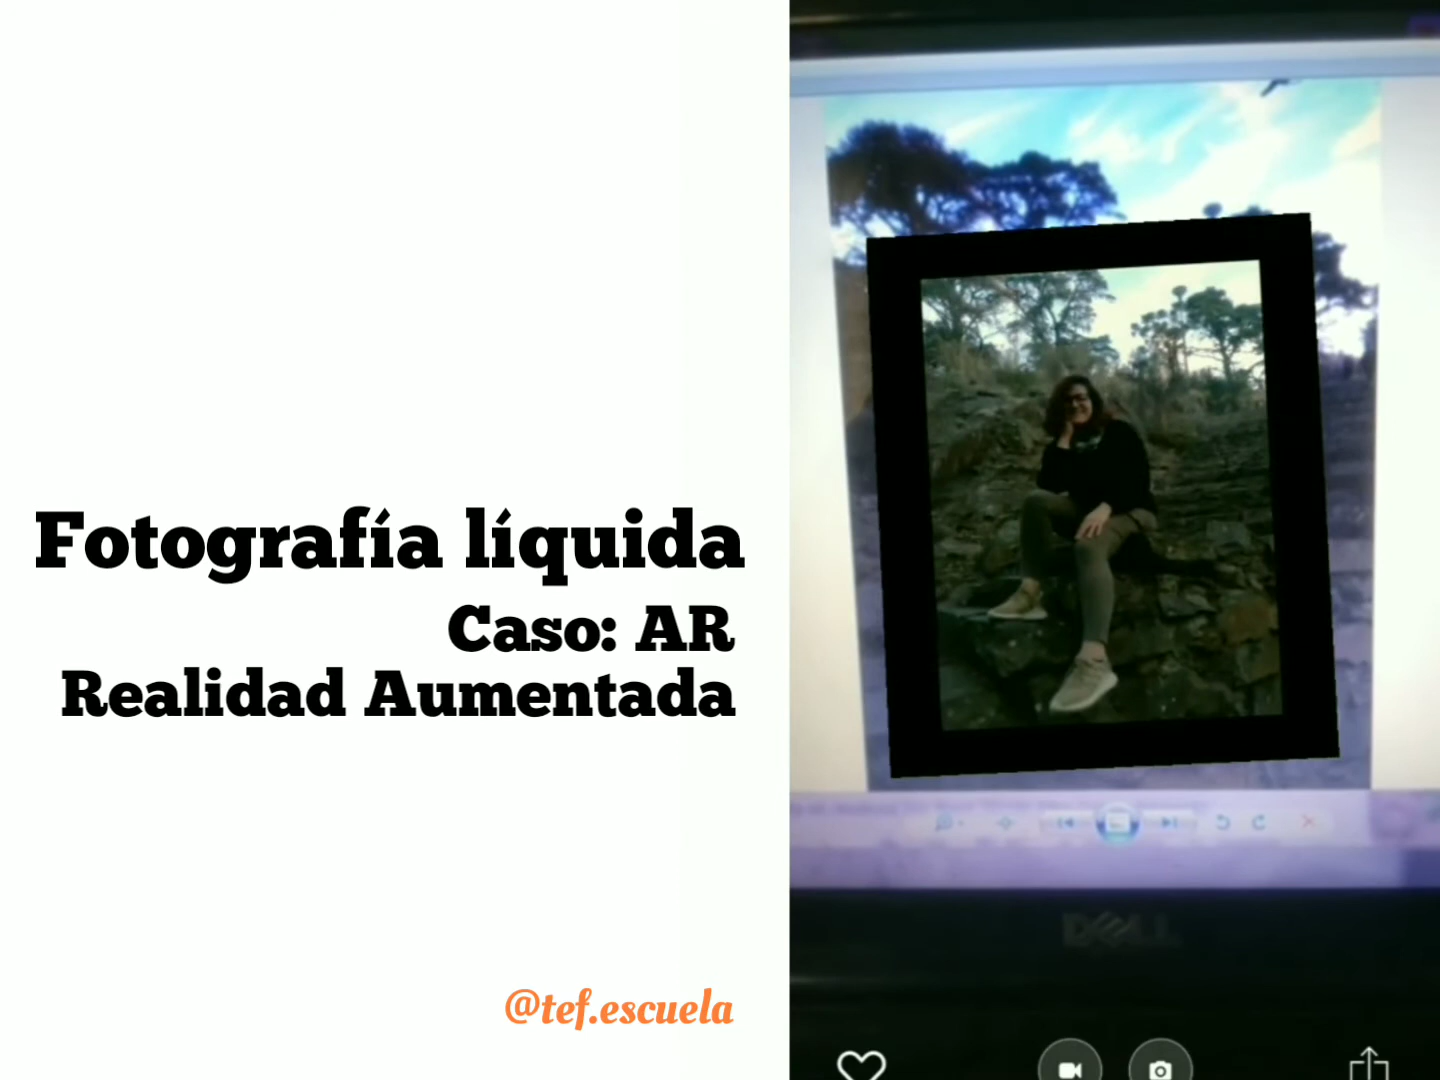 Fotografía líquida
Caso: AR
Realidad Aumentada
@tef.escuela
DELL